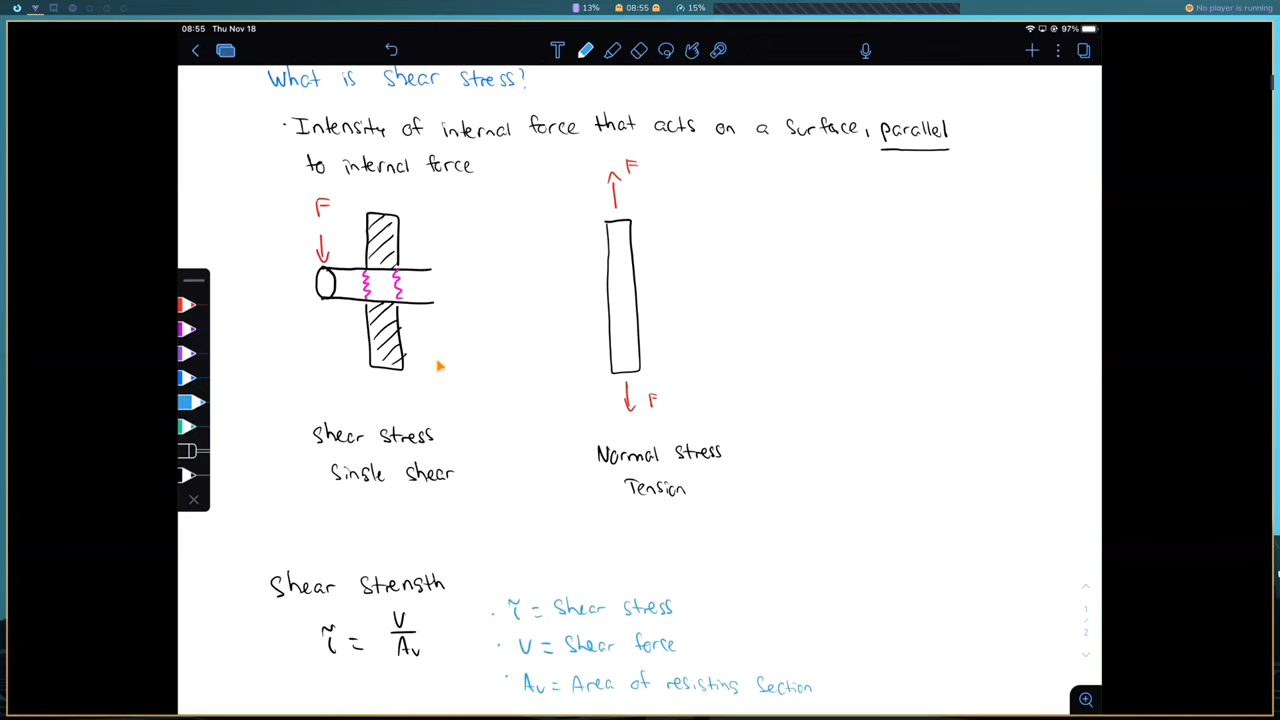 13% 08:55 15% No player is running
08:55 Thu Nov 18 97%
T
What is shear stress?
· Intensity of internal force that acts on a surface, parallel
to internal force
F
F
F
shear stress
Single shear
Normal stress
Tension
Shear Strength
τ = V/Av
· τ = Shear stress
· V = Shear force
· Av = Area of resisting section
1
/
2